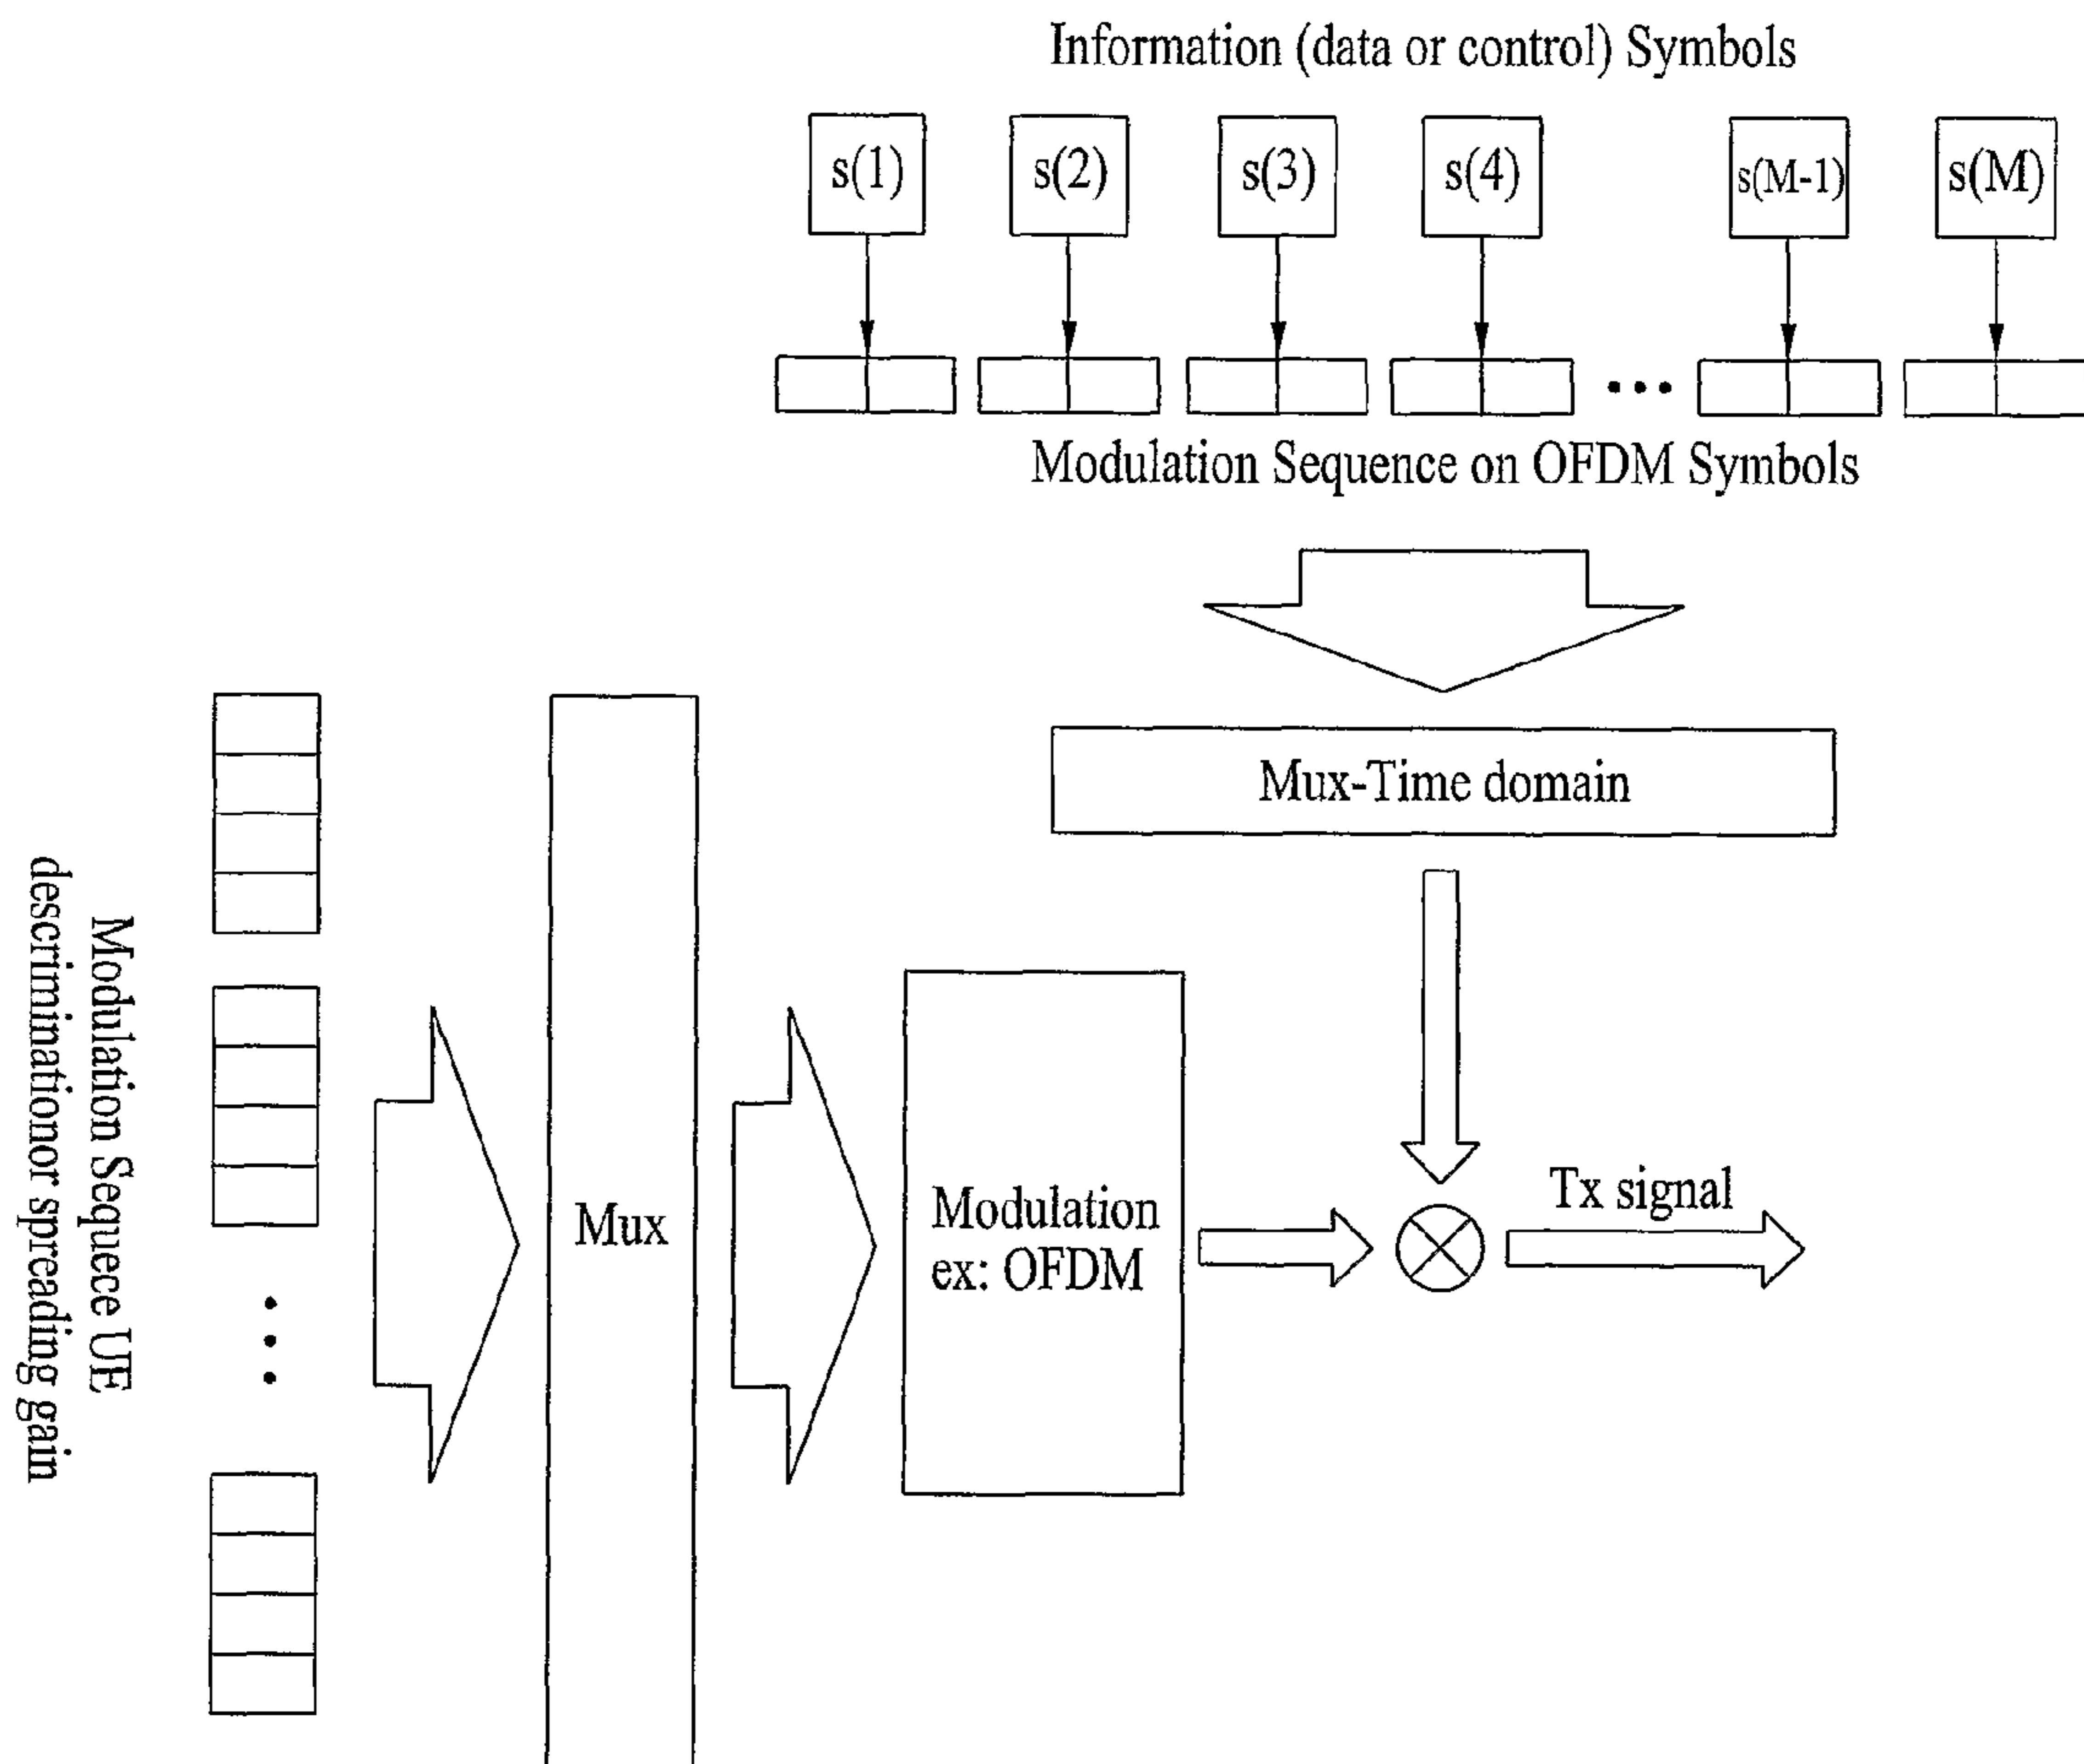 Information (data or control) Symbols
s(1) s(2) s(3) s(4) s(M-1) s(M)
Modulation Sequence on OFDM Symbols
Mux-Time domain
Modulation Sequece UE
descriminationor spreading gain
Mux
Modulation
ex: OFDM
Tx signal